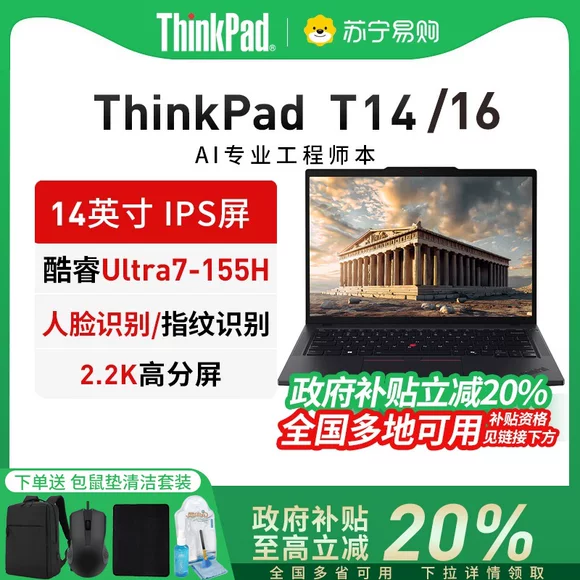 ThinkPad®
苏宁易购
ThinkPad T14/16
AI专业工程师本
14英寸 IPS屏
酷睿Ultra7-155H
人脸识别/指纹识别
2.2K高分屏
政府补贴立减20%
全国多地可用
补贴资格
见链接下方
下单送 包鼠垫清洁套装
政府补贴
至高立减
20%
全国多省可用 下拉详情领取